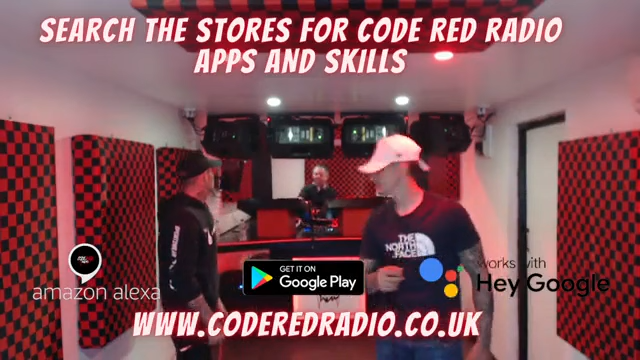 SEARCH THE STORES FOR CODE RED RADIO
APPS AND SKILLS
THE
NORTH
FACE
amazon alexa
GET IT ON
Google Play
works with
Hey Google
WWW.CODEREDRADIO.CO.UK